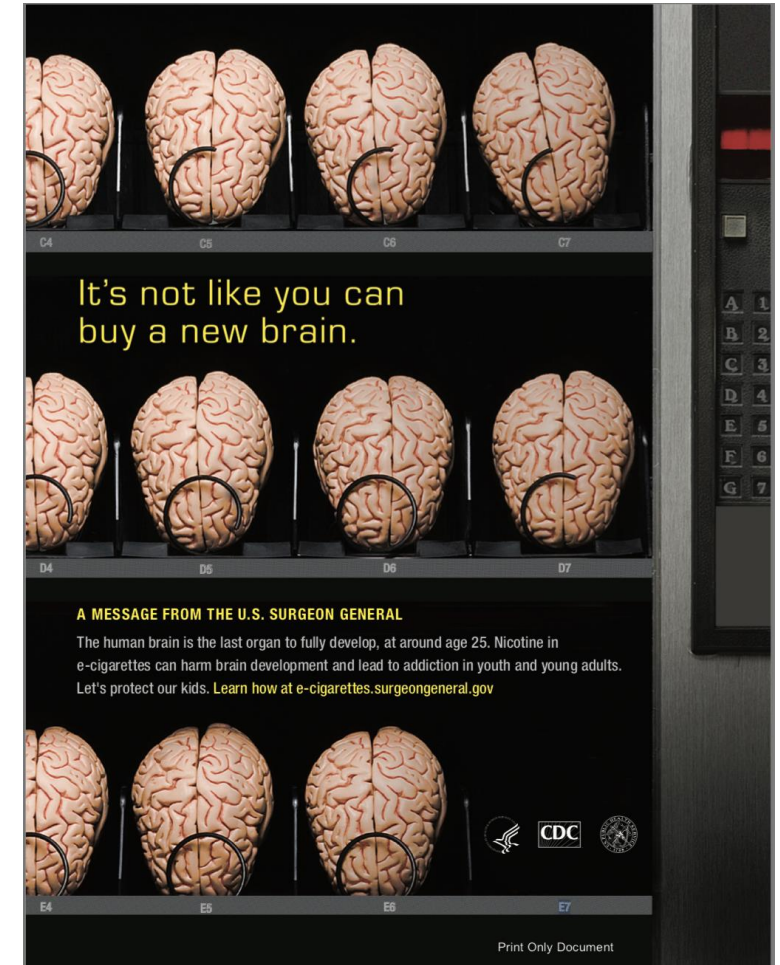 C4 C5 C6 C7
It's not like you can
buy a new brain.
A 1
B 2
C 3
D 4
E 5
F 6
G 7
D4 D5 D6 D7
A MESSAGE FROM THE U.S. SURGEON GENERAL
The human brain is the last organ to fully develop, at around age 25. Nicotine in
e-cigarettes can harm brain development and lead to addiction in youth and young adults.
Let's protect our kids. Learn how at e-cigarettes.surgeongeneral.gov
CDC
E4 E5 E6 E7
Print Only Document